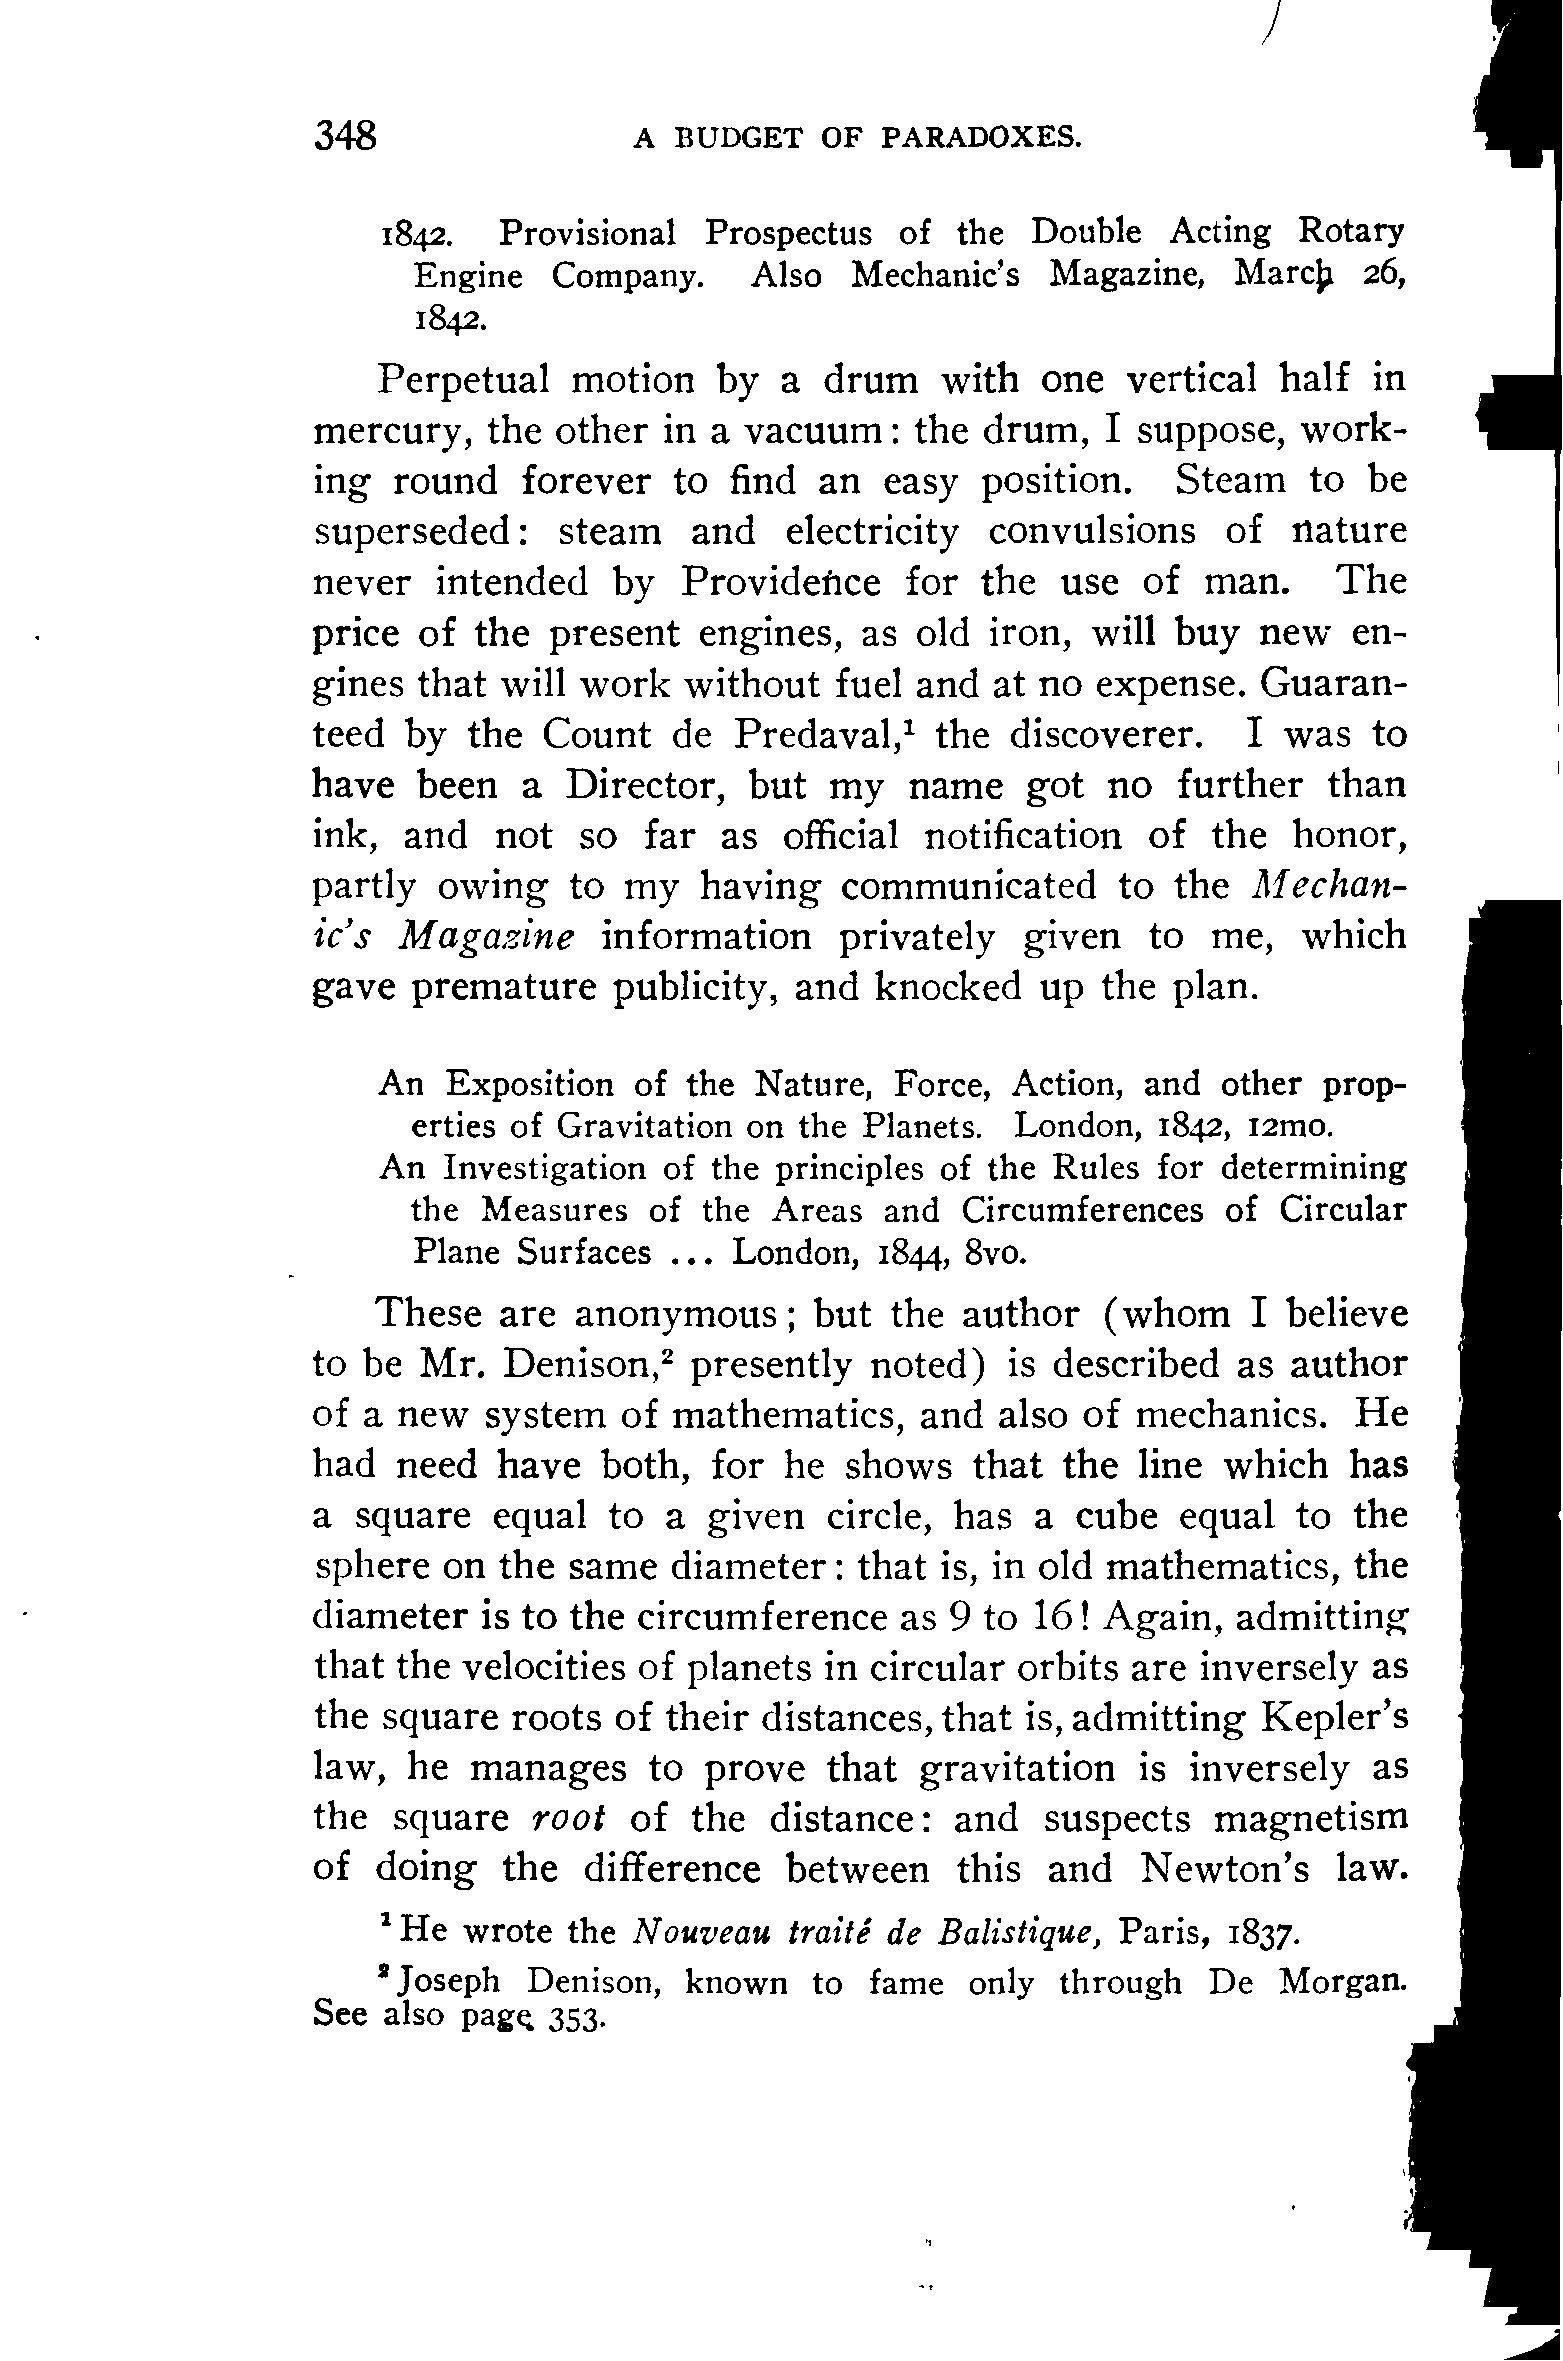 348 A BUDGET OF PARADOXES.
1842. Provisional Prospectus of the Double Acting Rotary
Engine Company. Also Mechanic's Magazine, March 26,
1842.
Perpetual motion by a drum with one vertical half in
mercury, the other in a vacuum: the drum, I suppose, work-
ing round forever to find an easy position. Steam to be
superseded: steam and electricity convulsions of nature
never intended by Providence for the use of man. The
price of the present engines, as old iron, will buy new en-
gines that will work without fuel and at no expense. Guaran-
teed by the Count de Predaval,¹ the discoverer. I was to
have been a Director, but my name got no further than
ink, and not so far as official notification of the honor,
partly owing to my having communicated to the Mechan-
ic's Magazine information privately given to me, which
gave premature publicity, and knocked up the plan.
An Exposition of the Nature, Force, Action, and other prop-
erties of Gravitation on the Planets. London, 1842, 12mo.
An Investigation of the principles of the Rules for determining
the Measures of the Areas and Circumferences of Circular
Plane Surfaces ... London, 1844, 8vo.
These are anonymous; but the author (whom I believe
to be Mr. Denison,² presently noted) is described as author
of a new system of mathematics, and also of mechanics. He
had need have both, for he shows that the line which has
a square equal to a given circle, has a cube equal to the
sphere on the same diameter: that is, in old mathematics, the
diameter is to the circumference as 9 to 16! Again, admitting
that the velocities of planets in circular orbits are inversely as
the square roots of their distances, that is, admitting Kepler's
law, he manages to prove that gravitation is inversely as
the square root of the distance: and suspects magnetism
of doing the difference between this and Newton's law.
¹ He wrote the Nouveau traité de Balistique, Paris, 1837.
² Joseph Denison, known to fame only through De Morgan.
See also page 353.